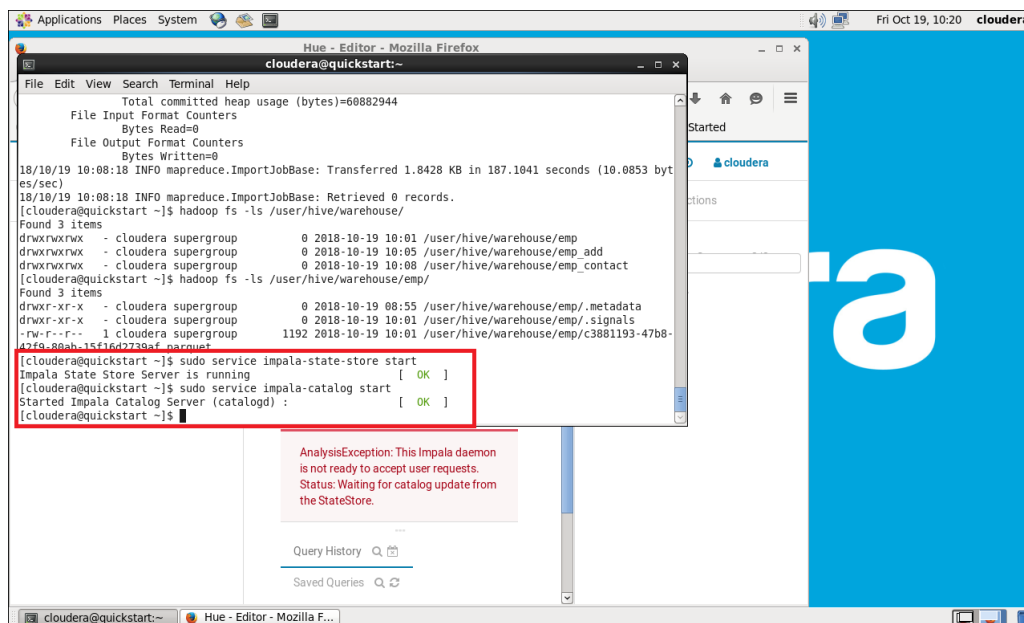 Applications Places System
Fri Oct 19, 10:20 cloudera
Hue - Editor - Mozilla Firefox
cloudera@quickstart:~
File Edit View Search Terminal Help
Total committed heap usage (bytes)=60882944
File Input Format Counters
Bytes Read=0
File Output Format Counters
Bytes Written=0
18/10/19 10:08:18 INFO mapreduce.ImportJobBase: Transferred 1.8428 KB in 187.1041 seconds (10.0853 byt
es/sec)
18/10/19 10:08:18 INFO mapreduce.ImportJobBase: Retrieved 0 records.
[cloudera@quickstart ~]$ hadoop fs -ls /user/hive/warehouse/
Found 3 items
drwxrwxrwx   - cloudera supergroup          0 2018-10-19 10:01 /user/hive/warehouse/emp
drwxrwxrwx   - cloudera supergroup          0 2018-10-19 10:05 /user/hive/warehouse/emp_add
drwxrwxrwx   - cloudera supergroup          0 2018-10-19 10:08 /user/hive/warehouse/emp_contact
[cloudera@quickstart ~]$ hadoop fs -ls /user/hive/warehouse/emp/
Found 3 items
drwxr-xr-x   - cloudera supergroup          0 2018-10-19 08:55 /user/hive/warehouse/emp/.metadata
drwxr-xr-x   - cloudera supergroup          0 2018-10-19 10:01 /user/hive/warehouse/emp/.signals
-rw-r--r--   1 cloudera supergroup       1192 2018-10-19 10:01 /user/hive/warehouse/emp/c3881193-47b8-
42f9-80ab-15f16d2739af.parquet
[cloudera@quickstart ~]$ sudo service impala-state-store start
Impala State Store Server is running                       [  OK  ]
[cloudera@quickstart ~]$ sudo service impala-catalog start
Started Impala Catalog Server (catalogd) :                 [  OK  ]
[cloudera@quickstart ~]$
Started
cloudera
ctions
ra
AnalysisException: This Impala daemon
is not ready to accept user requests.
Status: Waiting for catalog update from
the StateStore.
Query History
Saved Queries
cloudera@quickstart:~
Hue - Editor - Mozilla F...